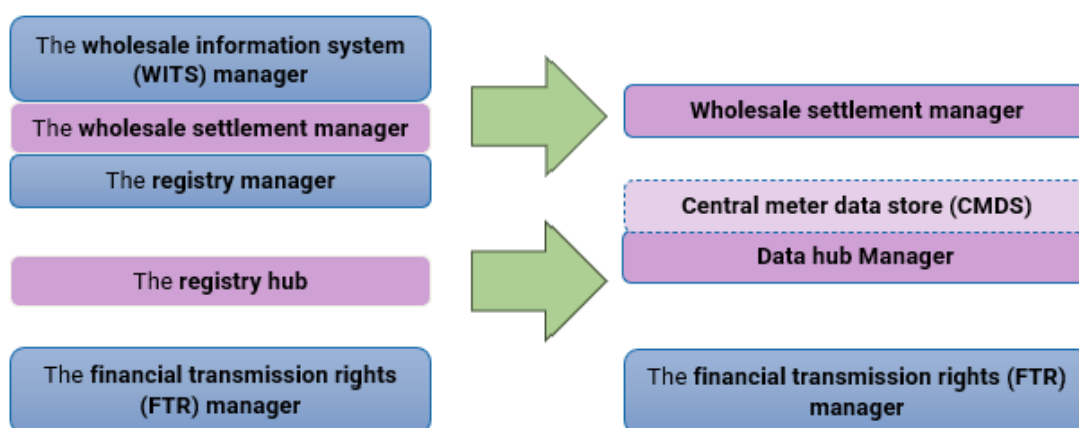 The wholesale information system
(WITS) manager
The wholesale settlement manager
The registry manager
The registry hub
The financial transmission rights
(FTR) manager
Wholesale settlement manager
Central meter data store (CMDS)
Data hub Manager
The financial transmission rights (FTR)
manager